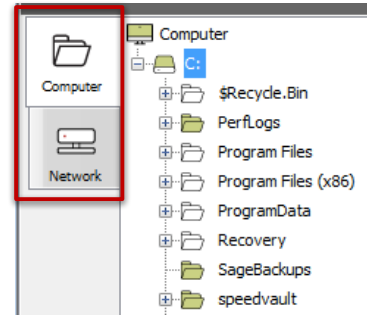 Computer
C:
Computer
$Recycle.Bin
PerfLogs
Program Files
Network
Program Files (x86)
ProgramData
Recovery
SageBackups
speedvault